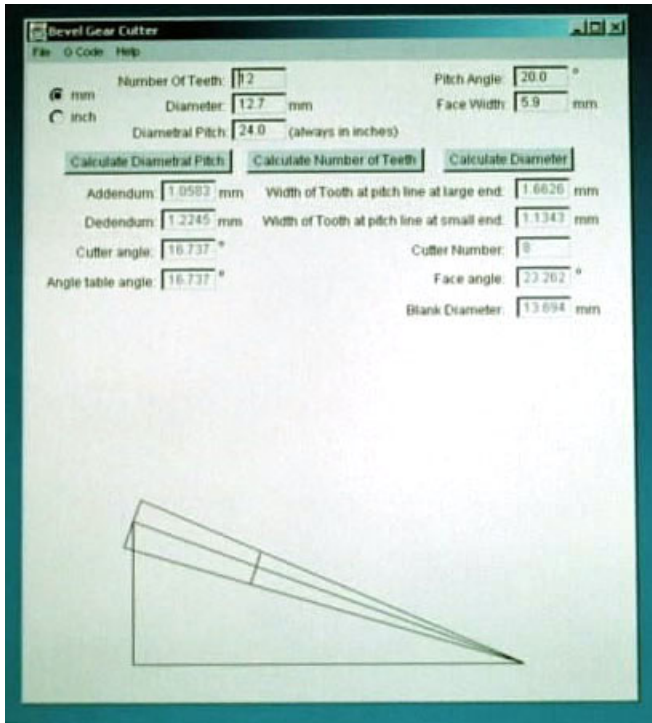 Bevel Gear Cutter
File G Code Help
mm
inch
Number Of Teeth: 12
Diameter: 12.7 mm
Diametral Pitch: 24.0 (always in inches)
Pitch Angle: 20.0 °
Face Width: 5.9 mm
Calculate Diametral Pitch Calculate Number of Teeth Calculate Diameter
Addendum: 1.0583 mm
Dedendum: 1.2245 mm
Cutter angle: 16.737 °
Angle table angle: 16.737 °
Width of Tooth at pitch line at large end: 1.6626 mm
Width of Tooth at pitch line at small end: 1.1343 mm
Cutter Number: 8
Face angle: 23.262 °
Blank Diameter: 13.694 mm